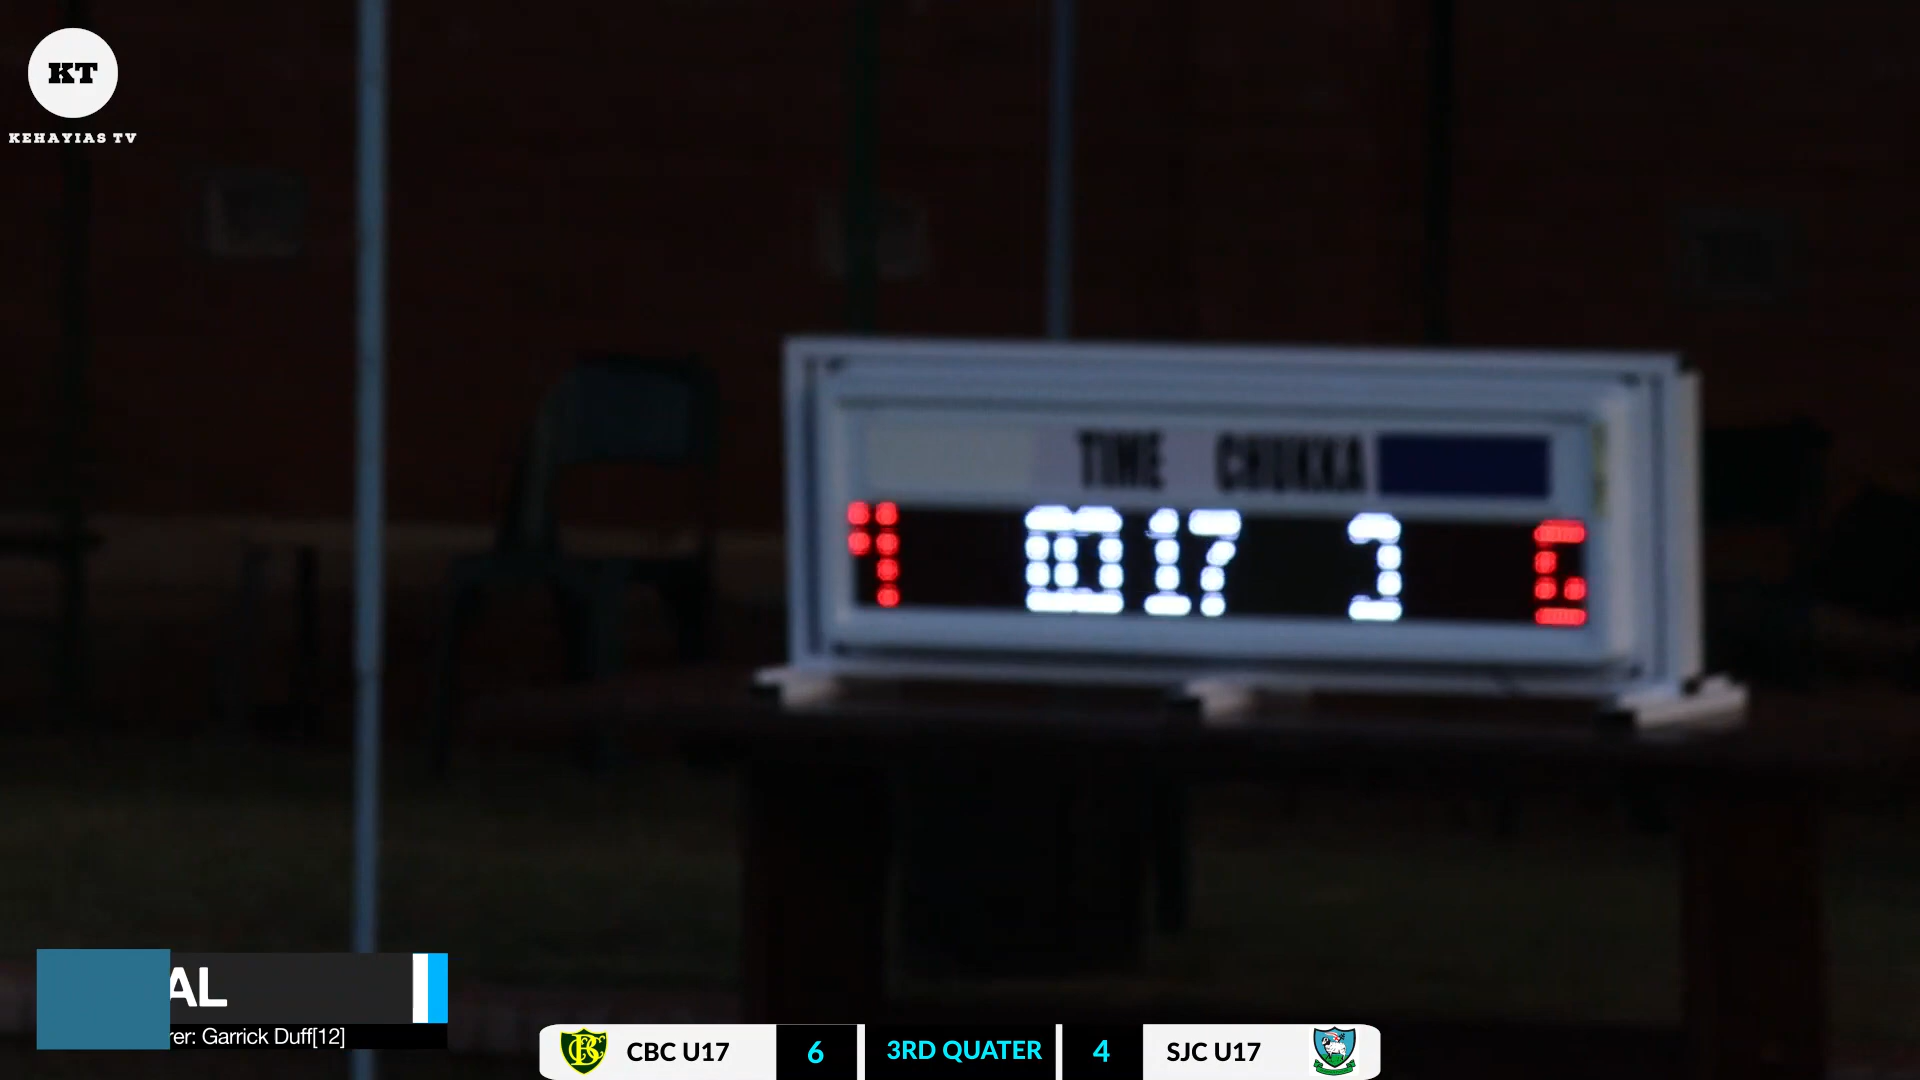 KT
KEHAYIAS TV
TIME CHUKKA
4 00 17 3 6
AL
rer: Garrick Duff[12]
CBC U17 6 3RD QUATER 4 SJC U17